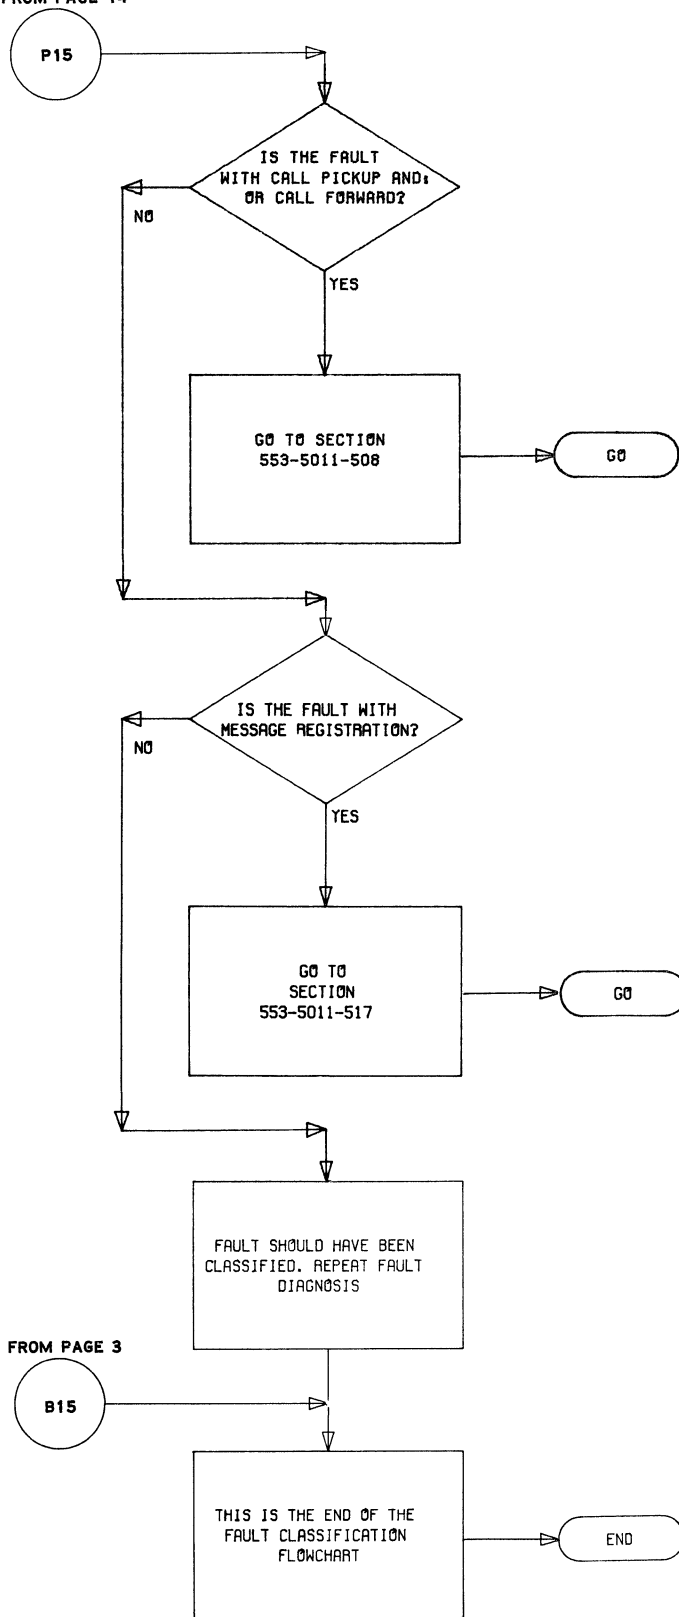 FROM PAGE 14
P15
IS THE FAULT
WITH CALL PICKUP AND:
OR CALL FORWARD?
NO
YES
GO TO SECTION
553-5011-508
GO
IS THE FAULT WITH
MESSAGE REGISTRATION?
NO
YES
GO TO
SECTION
553-5011-517
GO
FAULT SHOULD HAVE BEEN
CLASSIFIED. REPEAT FAULT
DIAGNOSIS
FROM PAGE 3
B15
THIS IS THE END OF THE
FAULT CLASSIFICATION
FLOWCHART
END